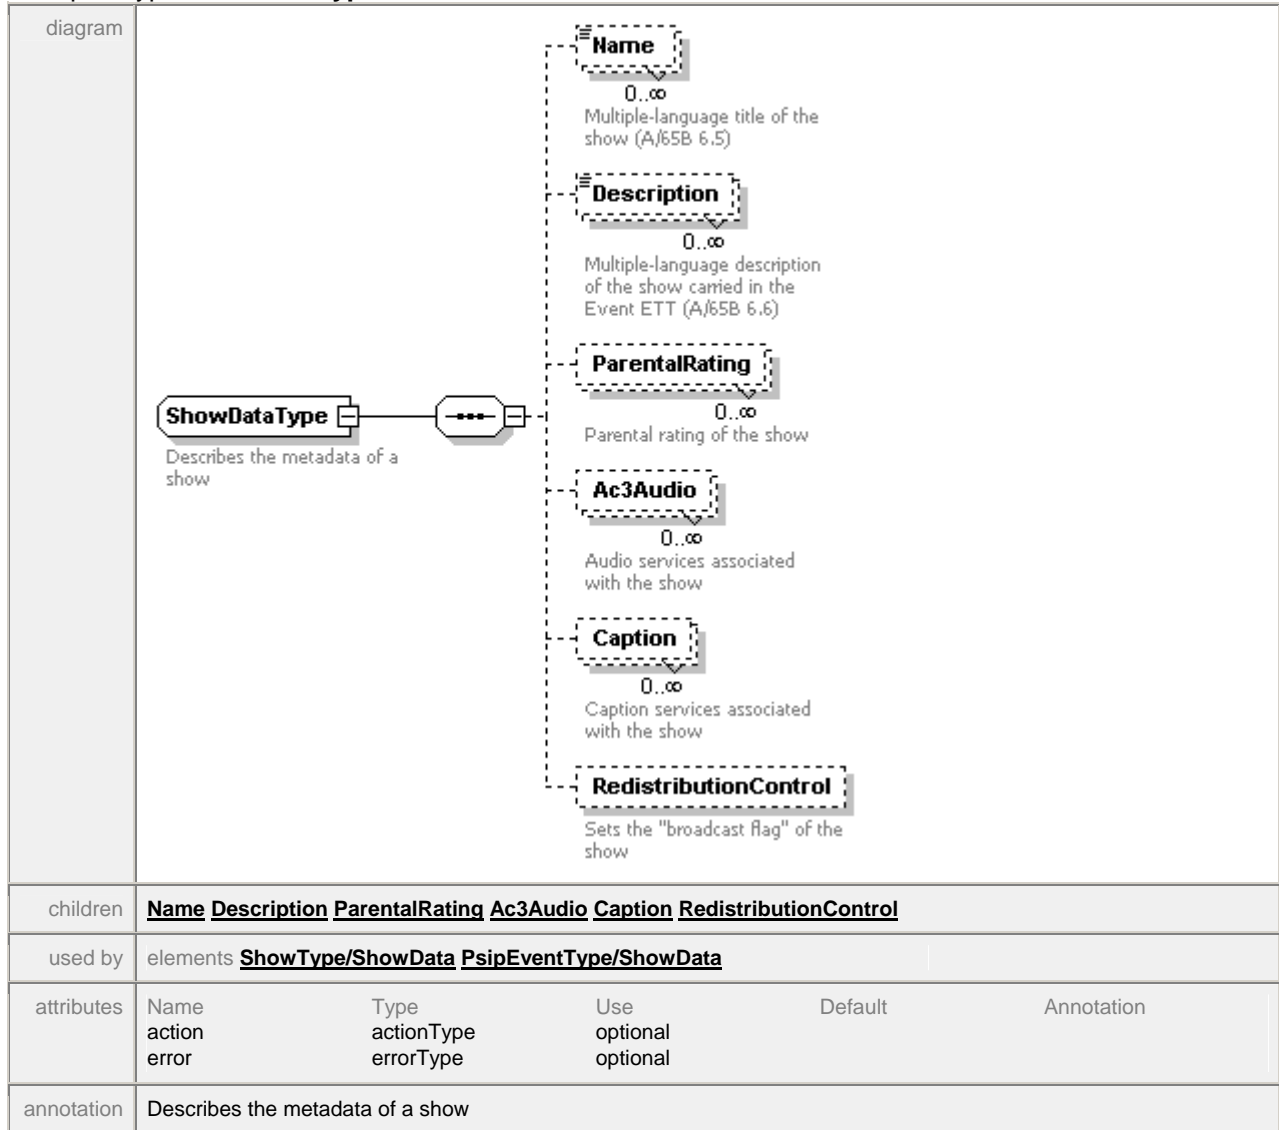 diagram
Name
0..∞
Multiple-language title of the
show (A/65B 6.5)
Description
0..∞
Multiple-language description
of the show carried in the
Event ETT (A/65B 6.6)
ParentalRating
0..∞
Parental rating of the show
ShowDataType
Describes the metadata of a
show
Ac3Audio
0..∞
Audio services associated
with the show
Caption
0..∞
Caption services associated
with the show
RedistributionControl
Sets the "broadcast flag" of the
show
children Name Description ParentalRating Ac3Audio Caption RedistributionControl
used by elements ShowType/ShowData PsipEventType/ShowData
attributes Name Type Use Default Annotation
action actionType optional
error errorType optional
annotation Describes the metadata of a show